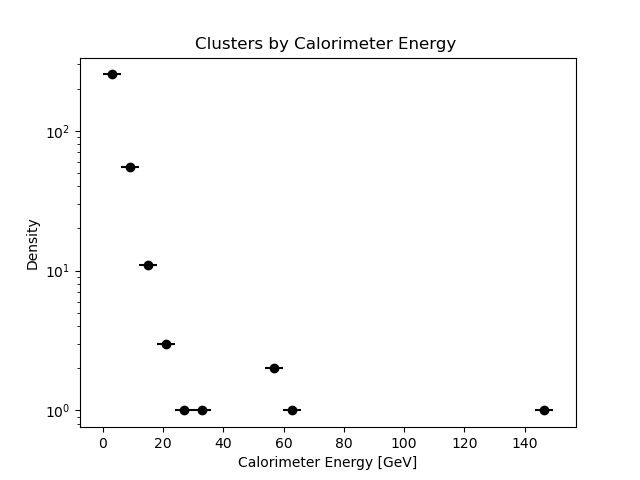 Clusters by Calorimeter Energy
Density
10²
10¹
10⁰
0 20 40 60 80 100 120 140
Calorimeter Energy [GeV]